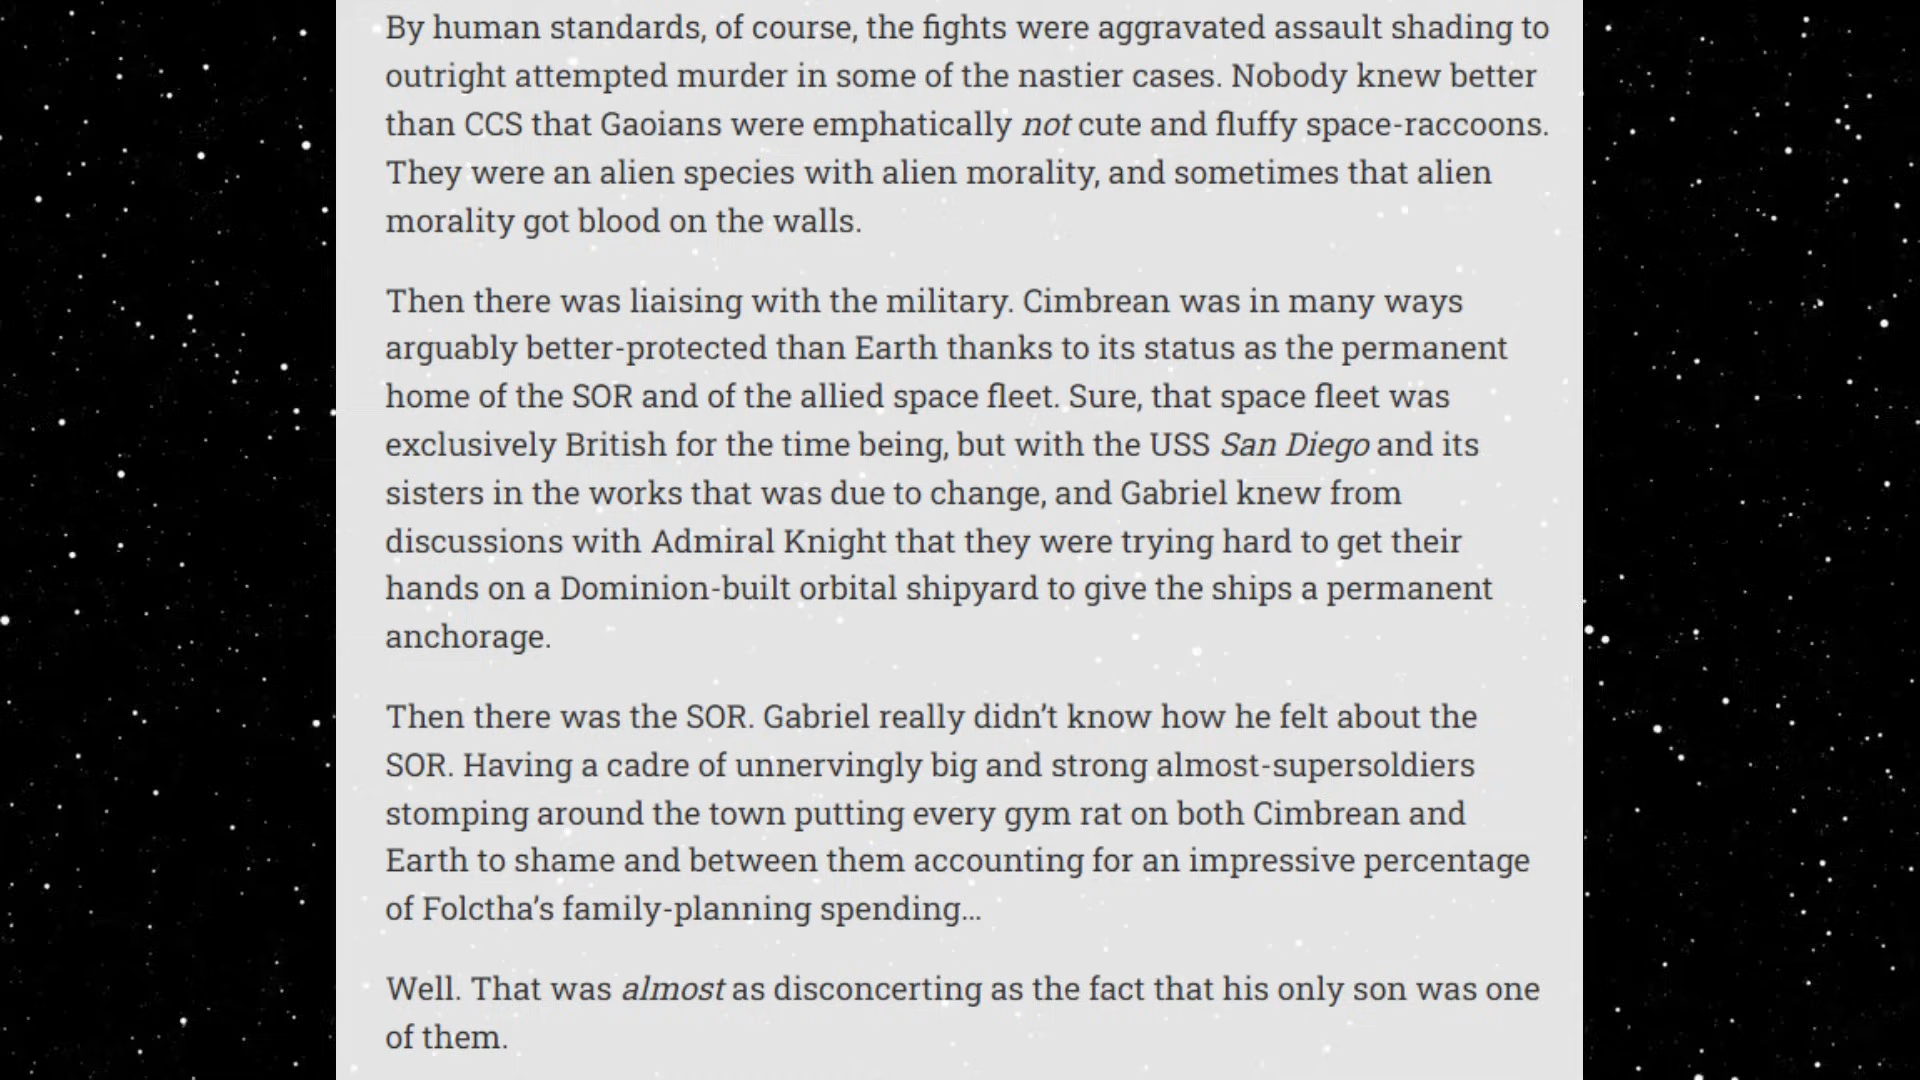 By human standards, of course, the fights were aggravated assault shading to
outright attempted murder in some of the nastier cases. Nobody knew better
than CCS that Gaoians were emphatically not cute and fluffy space-raccoons.
They were an alien species with alien morality, and sometimes that alien
morality got blood on the walls.
Then there was liaising with the military. Cimbrean was in many ways
arguably better-protected than Earth thanks to its status as the permanent
home of the SOR and of the allied space fleet. Sure, that space fleet was
exclusively British for the time being, but with the USS San Diego and its
sisters in the works that was due to change, and Gabriel knew from
discussions with Admiral Knight that they were trying hard to get their
hands on a Dominion-built orbital shipyard to give the ships a permanent
anchorage.
Then there was the SOR. Gabriel really didn’t know how he felt about the
SOR. Having a cadre of unnervingly big and strong almost-supersoldiers
stomping around the town putting every gym rat on both Cimbrean and
Earth to shame and between them accounting for an impressive percentage
of Folctha’s family-planning spending…
Well. That was almost as disconcerting as the fact that his only son was one
of them.